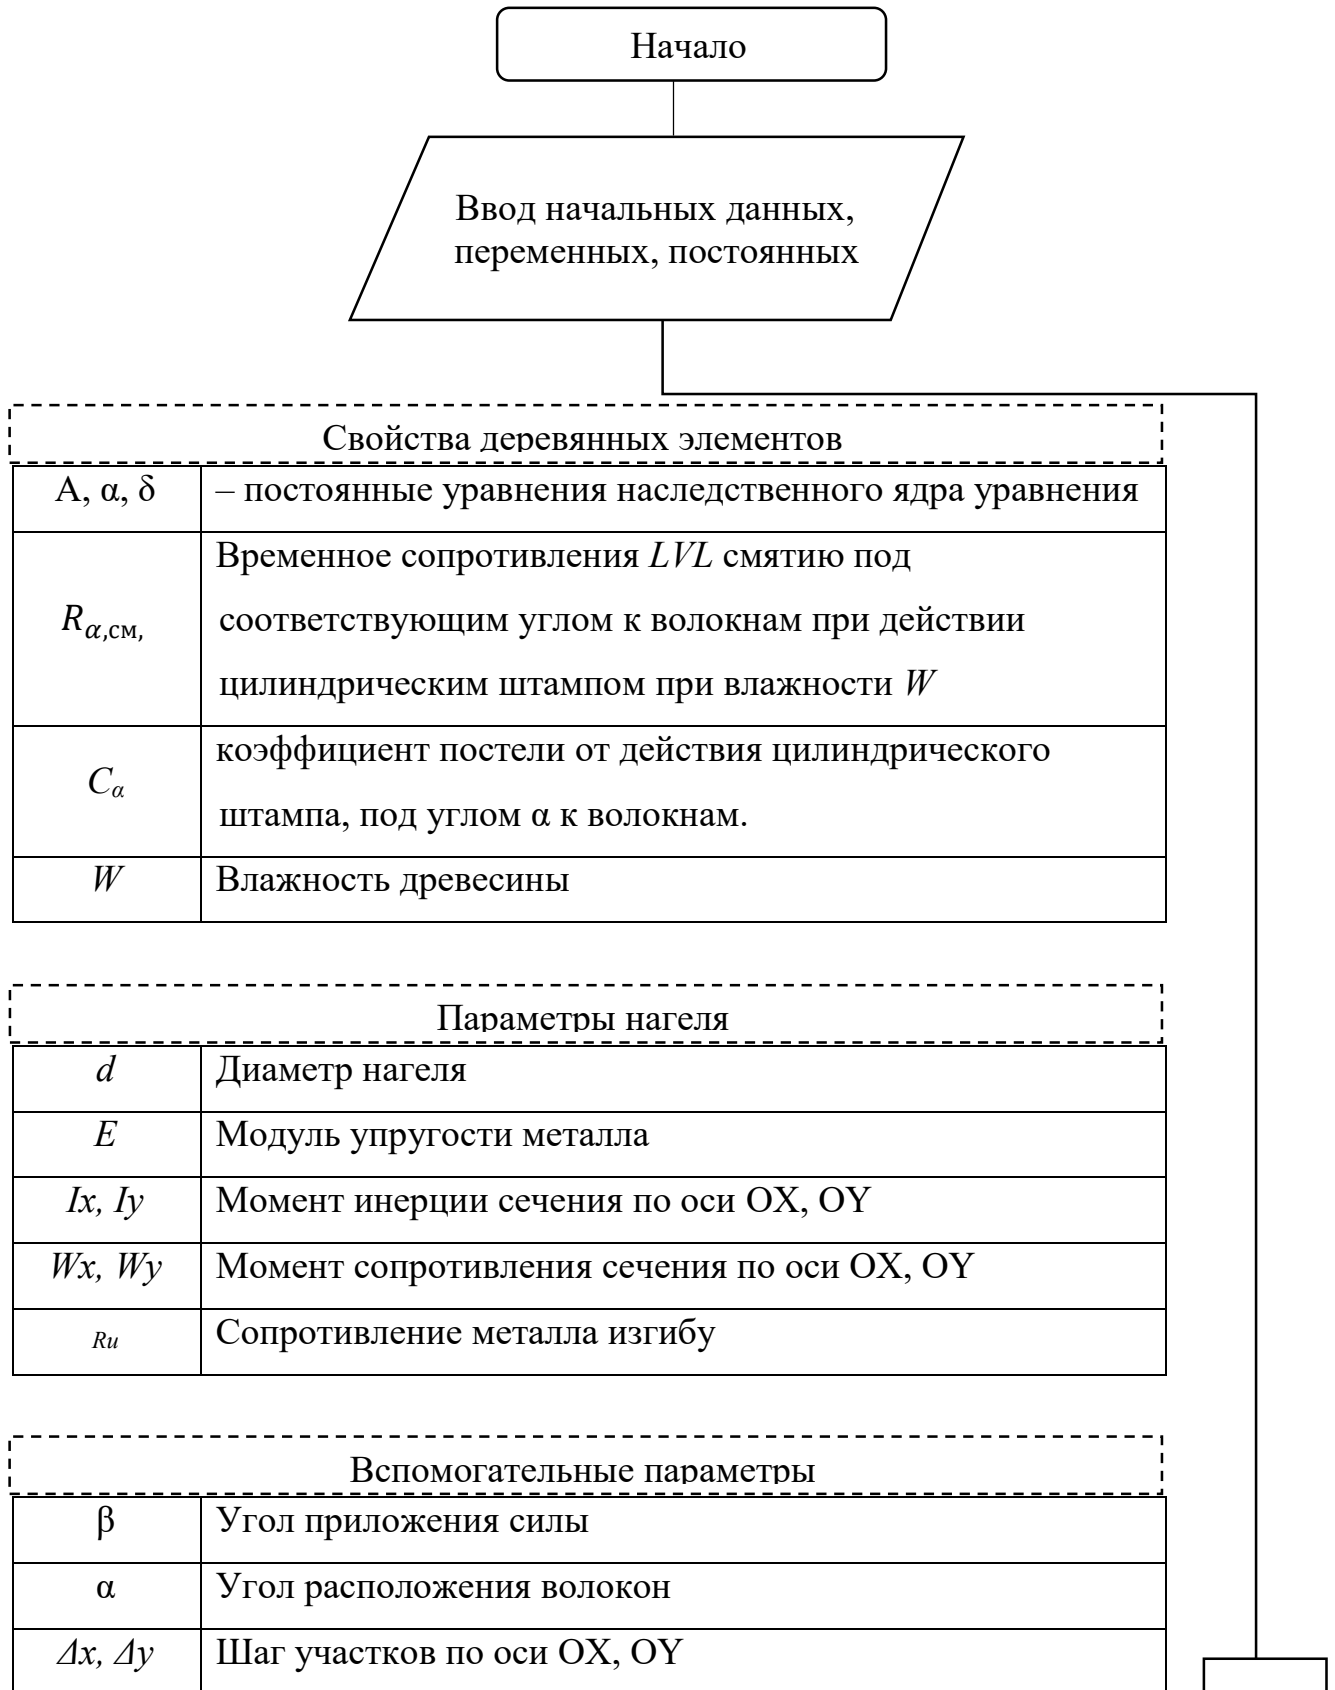 Начало
Ввод начальных данных,
переменных, постоянных
Свойства деревянных элементов
А, α, δ
– постоянные уравнения наследственного ядра уравнения
Rα,см,
Временное сопротивления LVL смятию под
соответствующим углом к волокнам при действии
цилиндрическим штампом при влажности W
Cα
коэффициент постели от действия цилиндрического
штампа, под углом α к волокнам.
W
Влажность древесины
Параметры нагеля
d
Диаметр нагеля
E
Модуль упругости металла
Ix, Iy
Момент инерции сечения по оси OX, OY
Wx, Wy
Момент сопротивления сечения по оси OX, OY
Rи
Сопротивление металла изгибу
Вспомогательные параметры
β
Угол приложения силы
α
Угол расположения волокон
Δx, Δy
Шаг участков по оси OX, OY